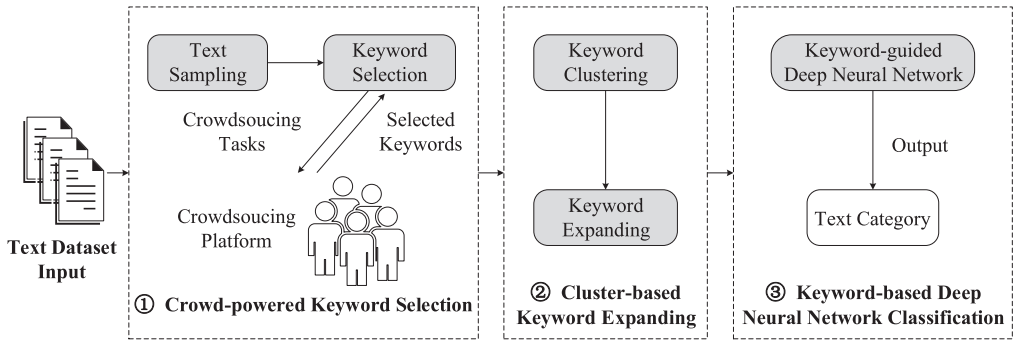 Text Dataset
Input
Text
Sampling
Keyword
Selection
Crowdsoucing
Tasks
Selected
Keywords
Crowdsoucing
Platform
① Crowd-powered Keyword Selection
Keyword
Clustering
Keyword
Expanding
② Cluster-based
Keyword Expanding
Keyword-guided
Deep Neural Network
Output
Text Category
③ Keyword-based Deep
Neural Network Classification